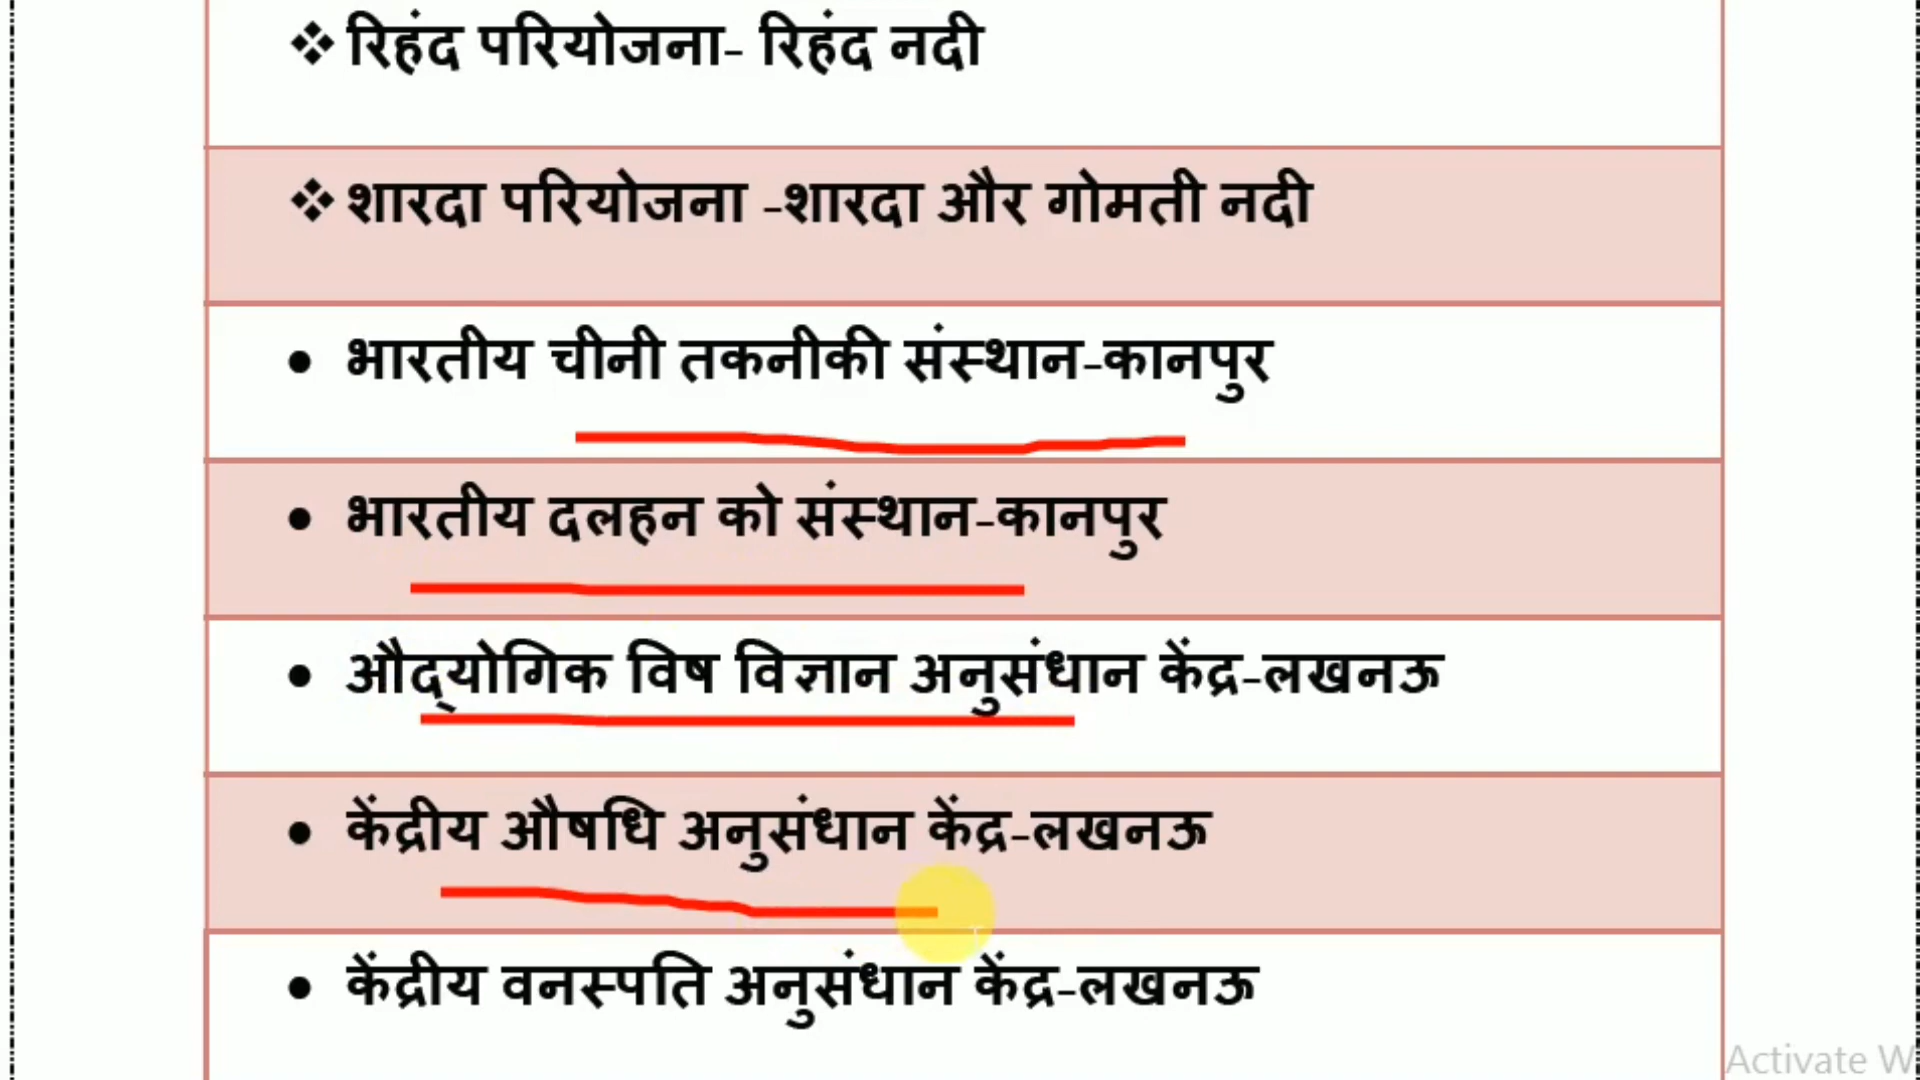 ❖ रिहंद परियोजना- रिहंद नदी
❖ शारदा परियोजना -शारदा और गोमती नदी
• भारतीय चीनी तकनीकी संस्थान-कानपुर
• भारतीय दलहन को संस्थान-कानपुर
• औद्योगिक विष विज्ञान अनुसंधान केंद्र-लखनऊ
• केंद्रीय औषधि अनुसंधान केंद्र-लखनऊ
• केंद्रीय वनस्पति अनुसंधान केंद्र-लखनऊ
Activate W